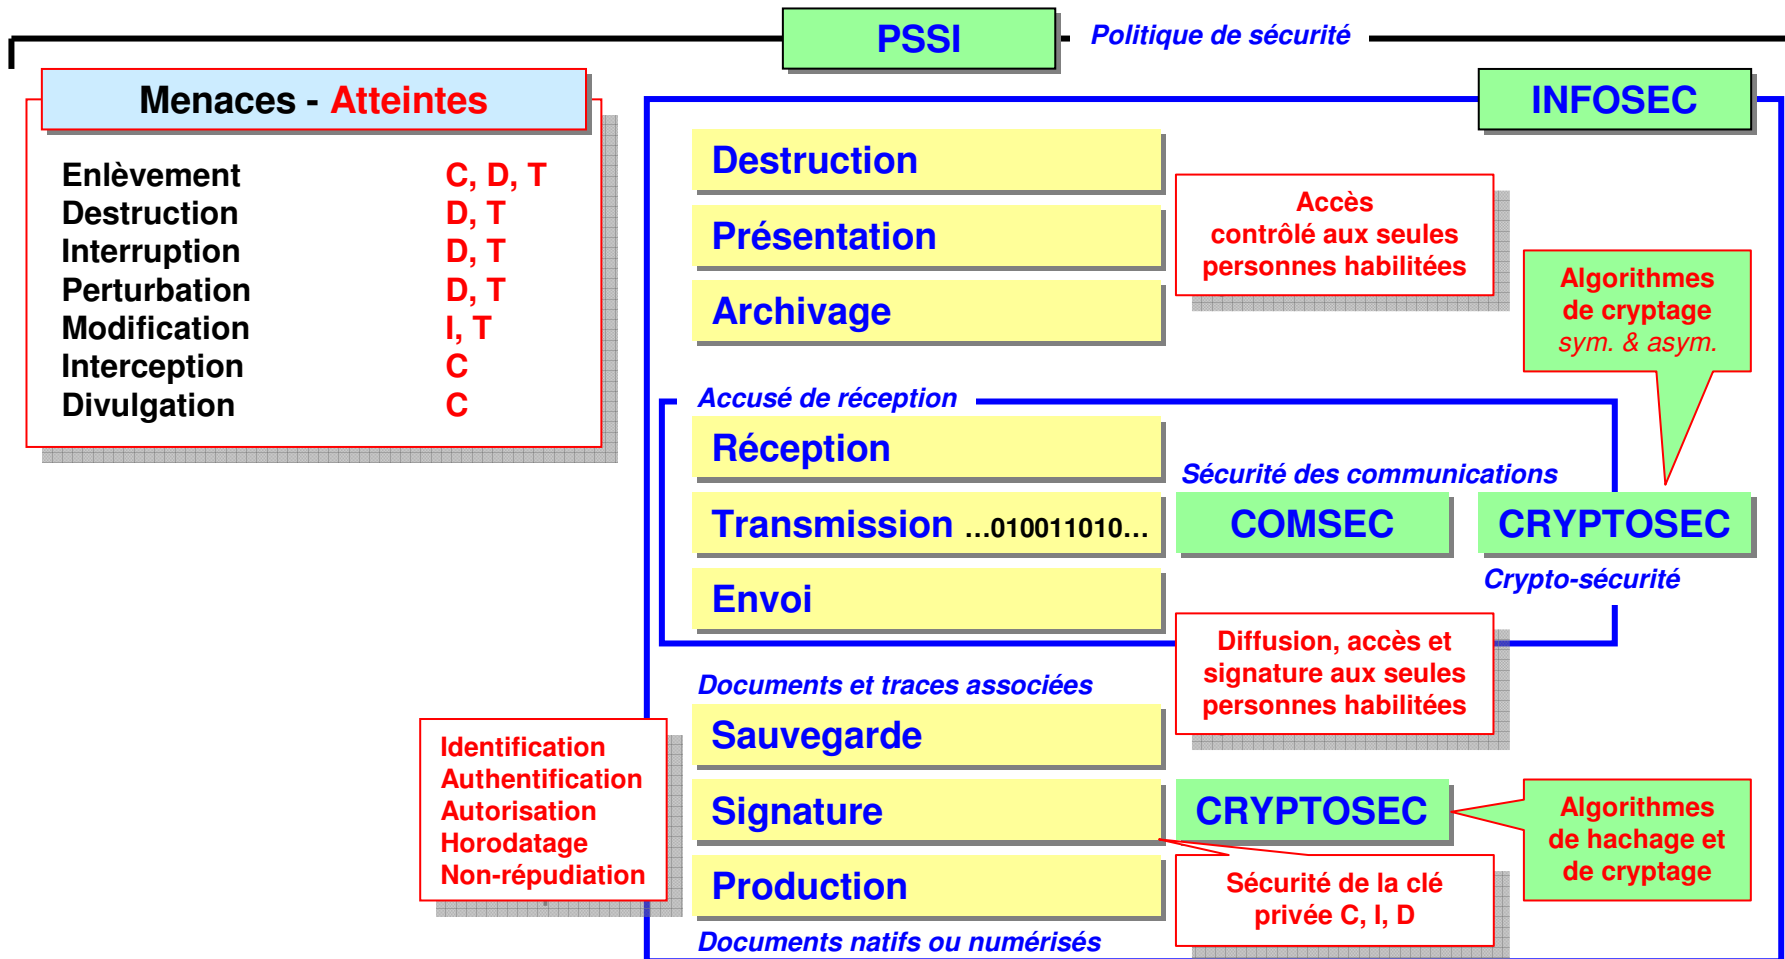 PSSI
Politique de sécurité
Menaces - Atteintes
Enlèvement C, D, T
Destruction D, T
Interruption D, T
Perturbation D, T
Modification I, T
Interception C
Divulgation C
INFOSEC
Destruction
Présentation
Archivage
Accès
contrôlé aux seules
personnes habilitées
Algorithmes
de cryptage
sym. & asym.
Accusé de réception
Réception
Sécurité des communications
Transmission ...010011010...
COMSEC
CRYPTOSEC
Crypto-sécurité
Envoi
Diffusion, accès et
signature aux seules
personnes habilitées
Documents et traces associées
Sauvegarde
Identification
Authentification
Autorisation
Horodatage
Non-répudiation
Signature
CRYPTOSEC
Algorithmes
de hachage et
de cryptage
Production
Sécurité de la clé
privée C, I, D
Documents natifs ou numérisés